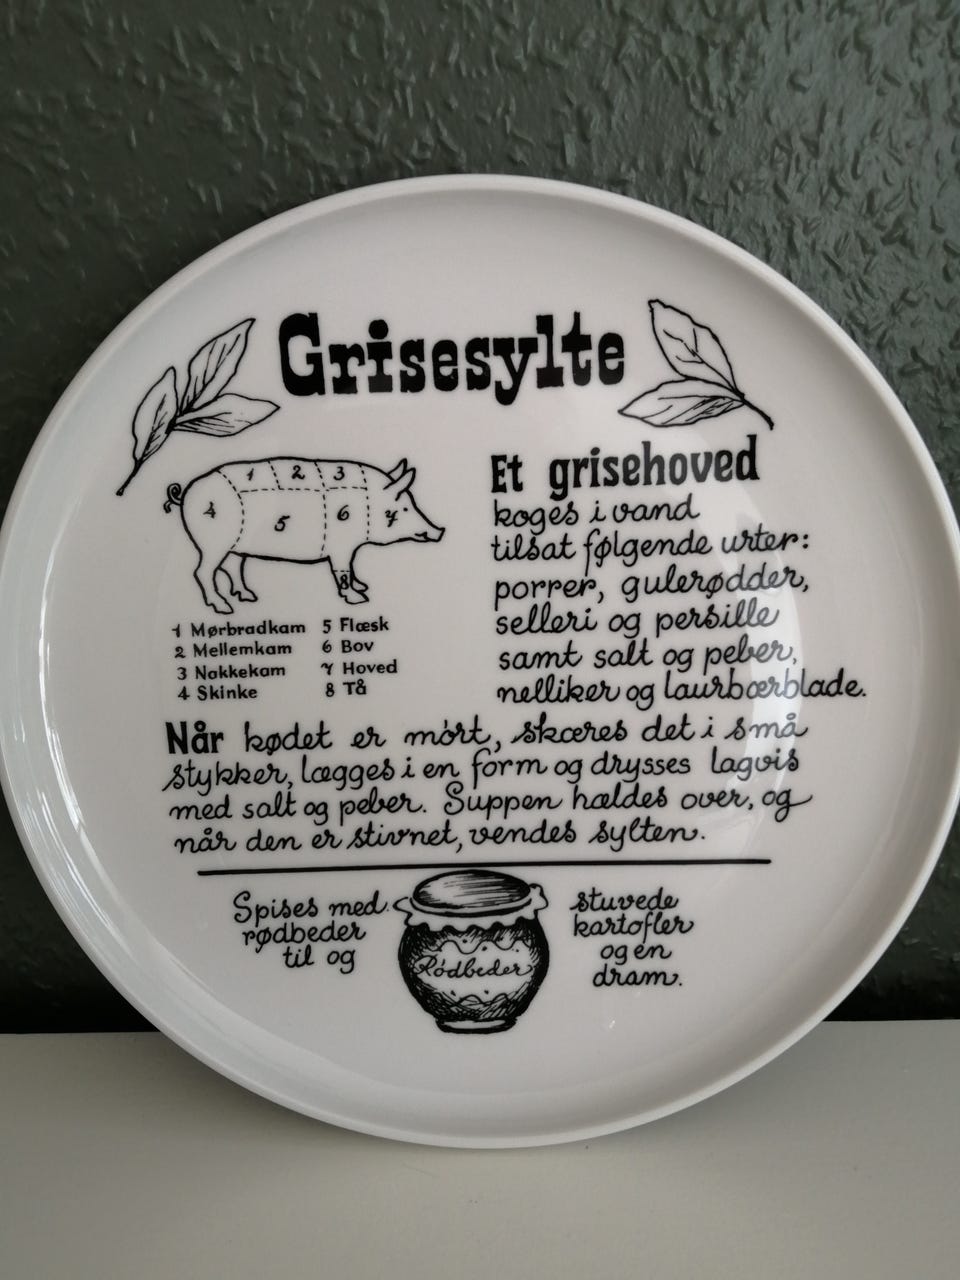 Grisesylte
1 2 3
4 5 6 7
8
1 Mørbradkam 5 Flæsk
2 Mellemkam 6 Bov
3 Nakkekam 7 Hoved
4 Skinke 8 Tå
Et grisehoved
koges i vand
tilsat følgende urter:
porrer, gulerødder,
selleri og persille
samt salt og peber,
nelliker og laurbærblade.
Når kødet er mört, skæres det i små
stykker, lægges i en form og drysses lagvis
med salt og peber. Suppen hældes over, og
når den er stivnet, vendes sylten.
Spises med
rødbeder
til og
Rödbeder
stuvede
kartofler
og en
dram.